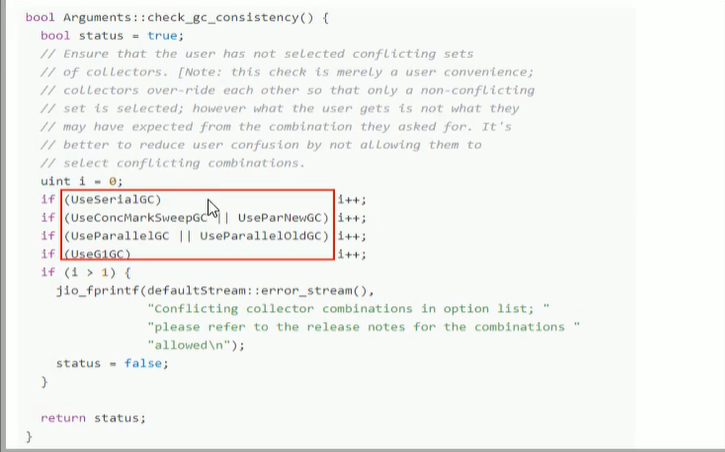 bool Arguments::check_gc_consistency() {
bool status = true;
// Ensure that the user has not selected conflicting sets
// of collectors. [Note: this check is merely a user convenience;
// collectors over-ride each other so that only a non-conflicting
// set is selected; however what the user gets is not what they
// may have expected from the combination they asked for. It's
// better to reduce user confusion by not allowing them to
// select conflicting combinations.
uint i = 0;
if (UseSerialGC) i++;
if (UseConcMarkSweepGC || UseParNewGC) i++;
if (UseParallelGC || UseParallelOldGC) i++;
if (UseG1GC) i++;
if (i > 1) {
jio_fprintf(defaultStream::error_stream(),
"Conflicting collector combinations in option list; "
"please refer to the release notes for the combinations "
"allowed\n");
status = false;
}
return status;
}